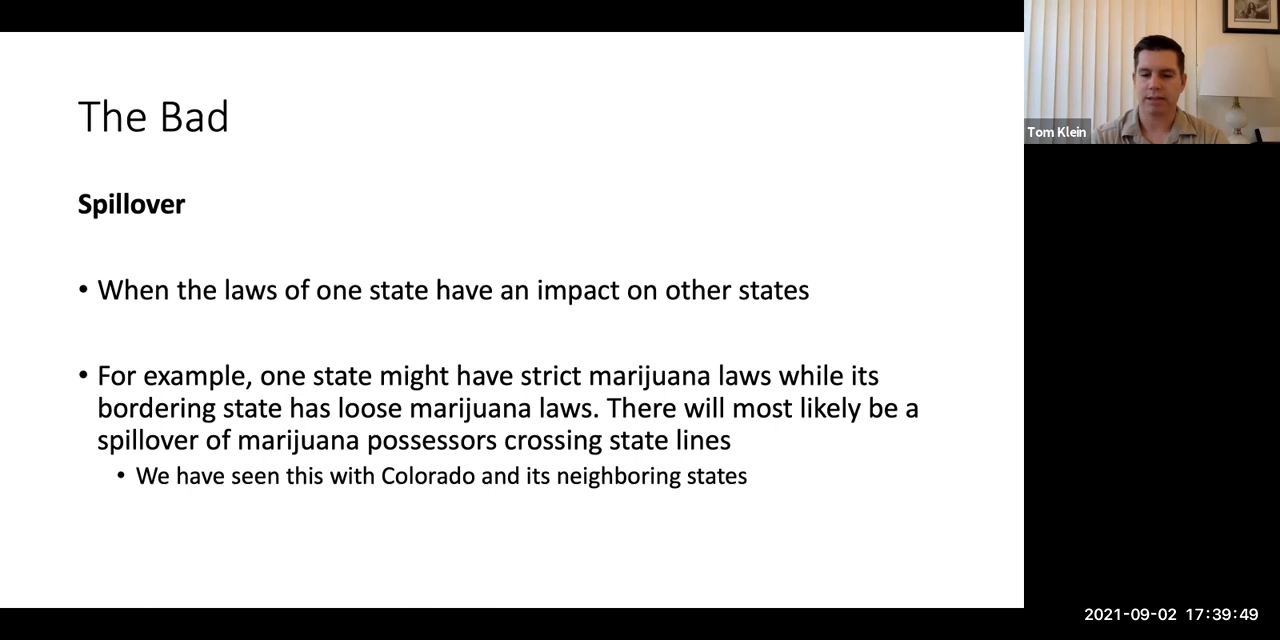 The Bad
Spillover
• When the laws of one state have an impact on other states
• For example, one state might have strict marijuana laws while its
bordering state has loose marijuana laws. There will most likely be a
spillover of marijuana possessors crossing state lines
• We have seen this with Colorado and its neighboring states
Tom Klein
2021-09-02 17:39:49